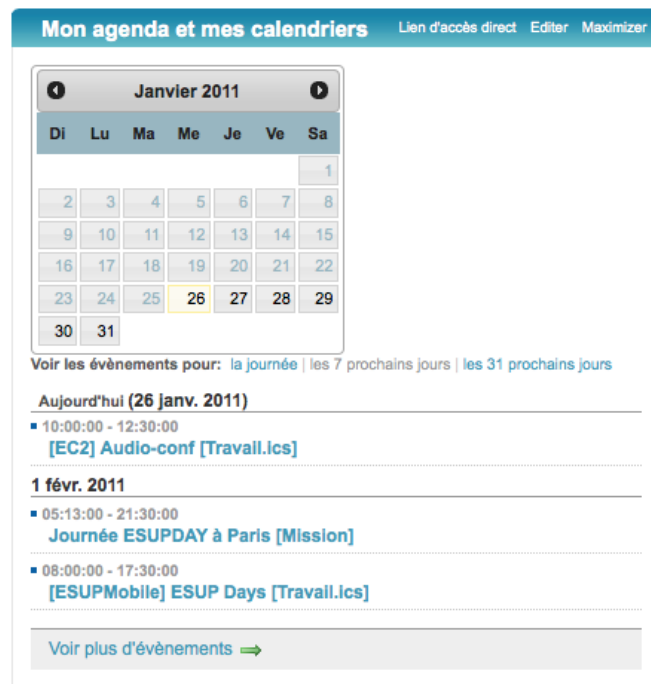 Mon agenda et mes calendriers Lien d'accès direct Editer Maximizer
Janvier 2011
Di Lu Ma Me Je Ve Sa
1
2 3 4 5 6 7 8
9 10 11 12 13 14 15
16 17 18 19 20 21 22
23 24 25 26 27 28 29
30 31
Voir les évènements pour: la journée | les 7 prochains jours | les 31 prochains jours
Aujourd'hui (26 janv. 2011)
10:00:00 - 12:30:00
[EC2] Audio-conf [Travail.ics]
1 févr. 2011
05:13:00 - 21:30:00
Journée ESUPDAY à Paris [Mission]
08:00:00 - 17:30:00
[ESUPMobile] ESUP Days [Travail.ics]
Voir plus d'évènements